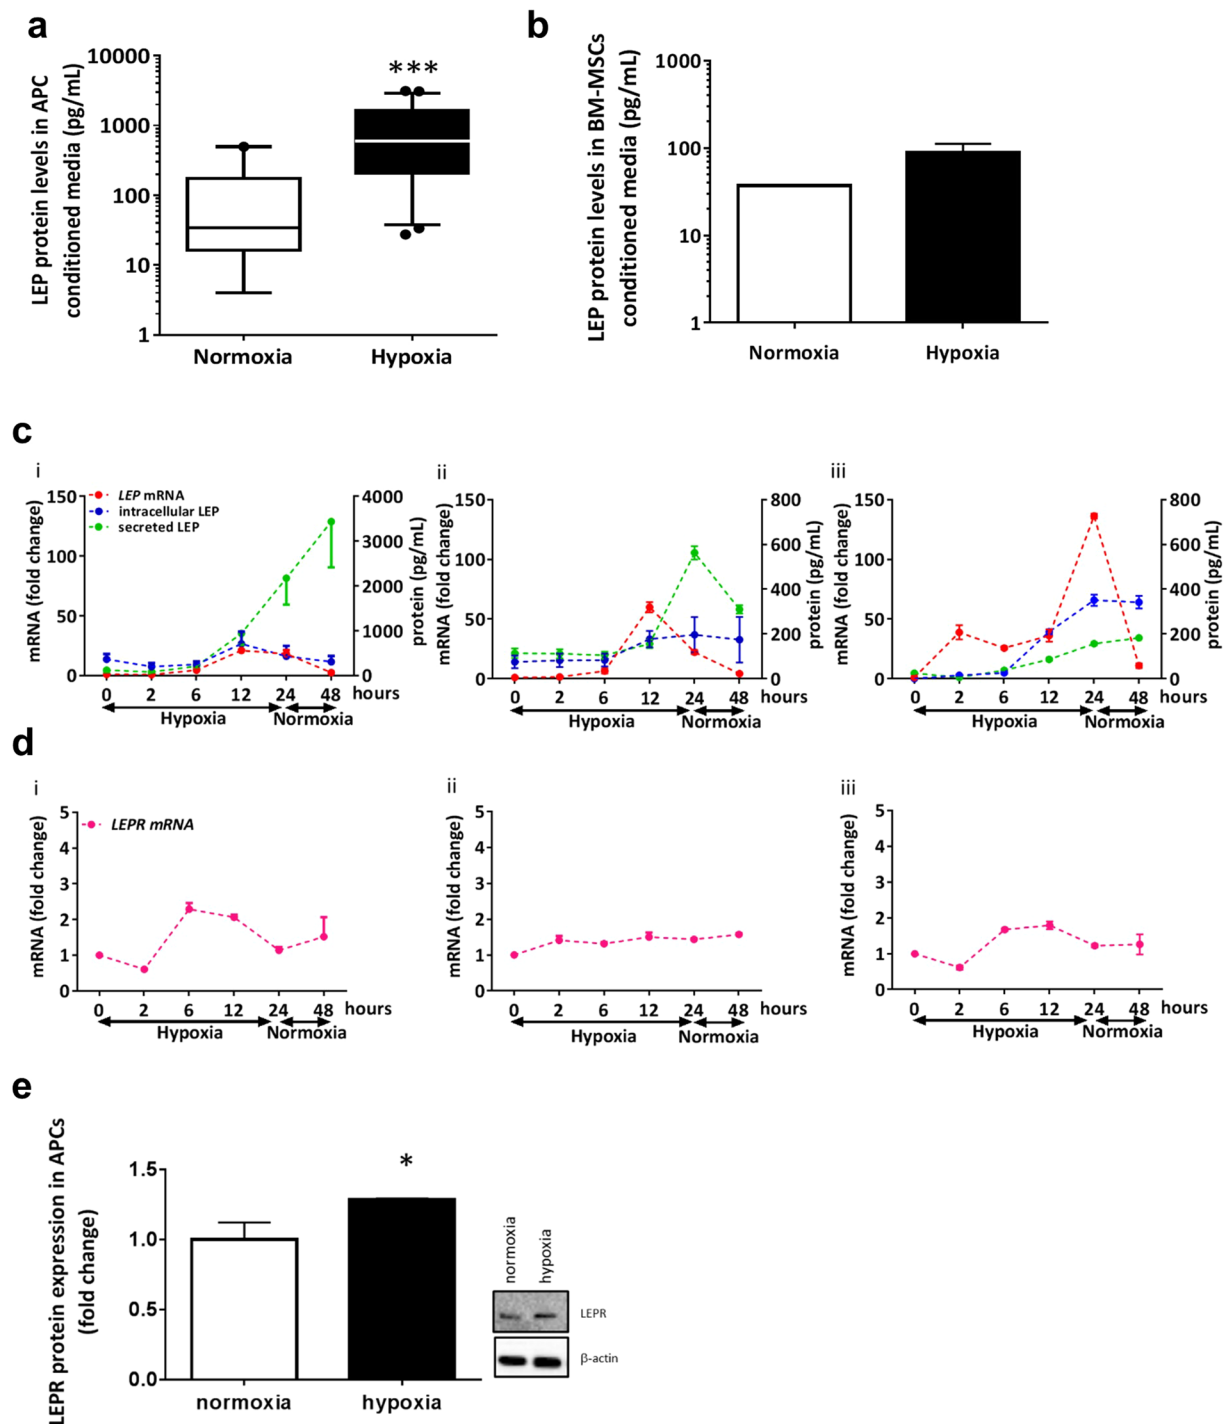 a
LEP protein levels in APC
conditioned media (pg/mL)
10000
1000
100
10
1
***
Normoxia
Hypoxia
b
LEP protein levels in BM-MSCs
conditioned media (pg/mL)
1000
100
10
1
Normoxia
Hypoxia
c
i
mRNA (fold change)
150
100
50
0
LEP mRNA
intracellular LEP
secreted LEP
4000
3000
2000
1000
0
protein (pg/mL)
0 2 6 12 24 48 hours
Hypoxia Normoxia
ii
mRNA (fold change)
150
100
50
0
800
600
400
200
0
protein (pg/mL)
0 2 6 12 24 48
Hypoxia Normoxia
iii
mRNA (fold change)
150
100
50
0
800
600
400
200
0
protein (pg/mL)
0 2 6 12 24 48 hours
Hypoxia Normoxia
d
i
mRNA (fold change)
5
4
3
2
1
0
LEPR mRNA
0 2 6 12 24 48 hours
Hypoxia Normoxia
ii
mRNA (fold change)
5
4
3
2
1
0
0 2 6 12 24 48 hours
Hypoxia Normoxia
iii
mRNA (fold change)
5
4
3
2
1
0
0 2 6 12 24 48 hours
Hypoxia Normoxia
e
LEPR protein expression in APCs
(fold change)
1.5
1.0
0.5
0.0
*
normoxia
hypoxia
normoxia
hypoxia
LEPR
β-actin